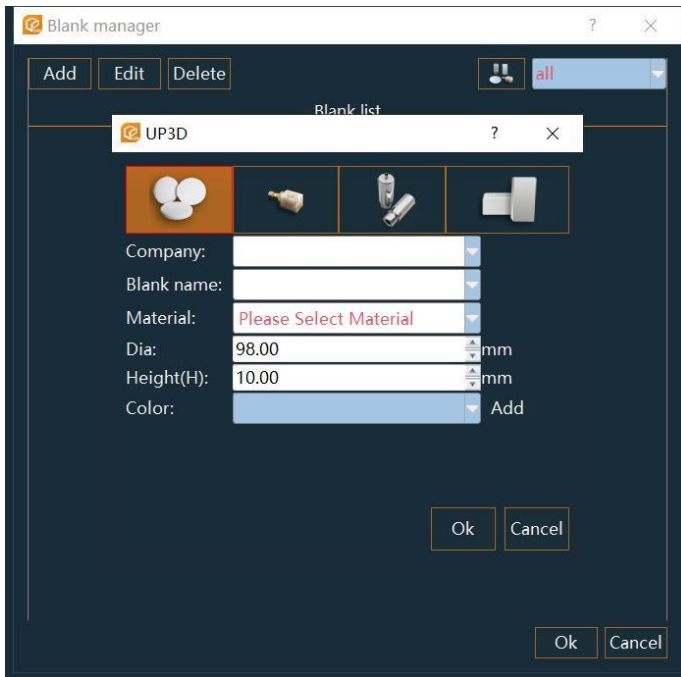 Blank manager ?
Add Edit Delete all
Blank list
UP3D ?
Company:
Blank name:
Material: Please Select Material
Dia: 98.00 mm
Height(H): 10.00 mm
Color: Add
Ok Cancel
Ok Cancel